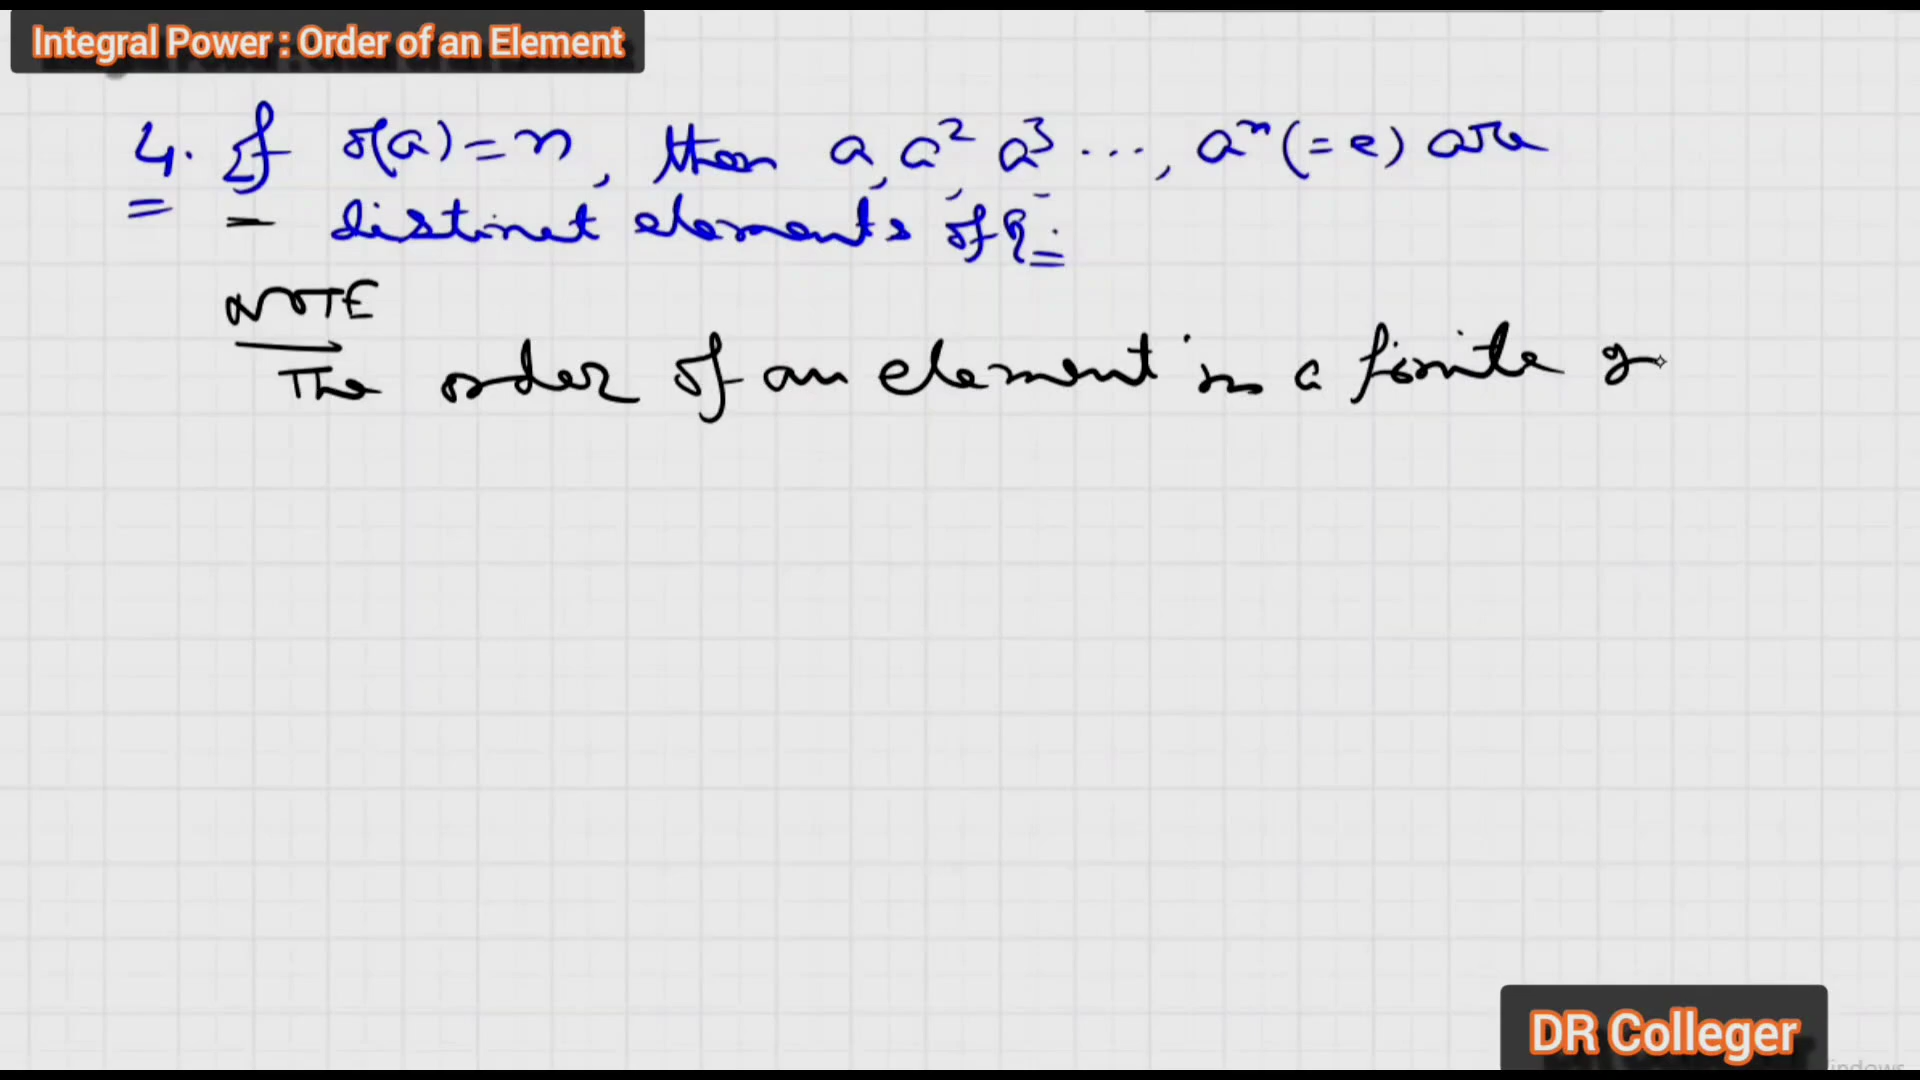 Integral Power : Order of an Element
4. If o(a) = n, then a, a², a³, ..., aⁿ (= e) are
distinct elements of G.
NOTE
The order of an element in a finite g
DR Colleger